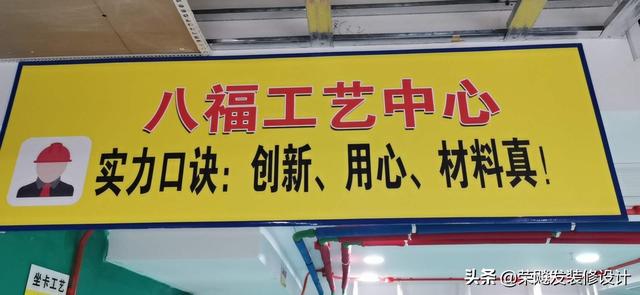 八福工艺中心
实力口诀：创新、用心、材料真！
坐卡工艺
头条@荣飚发装修设计